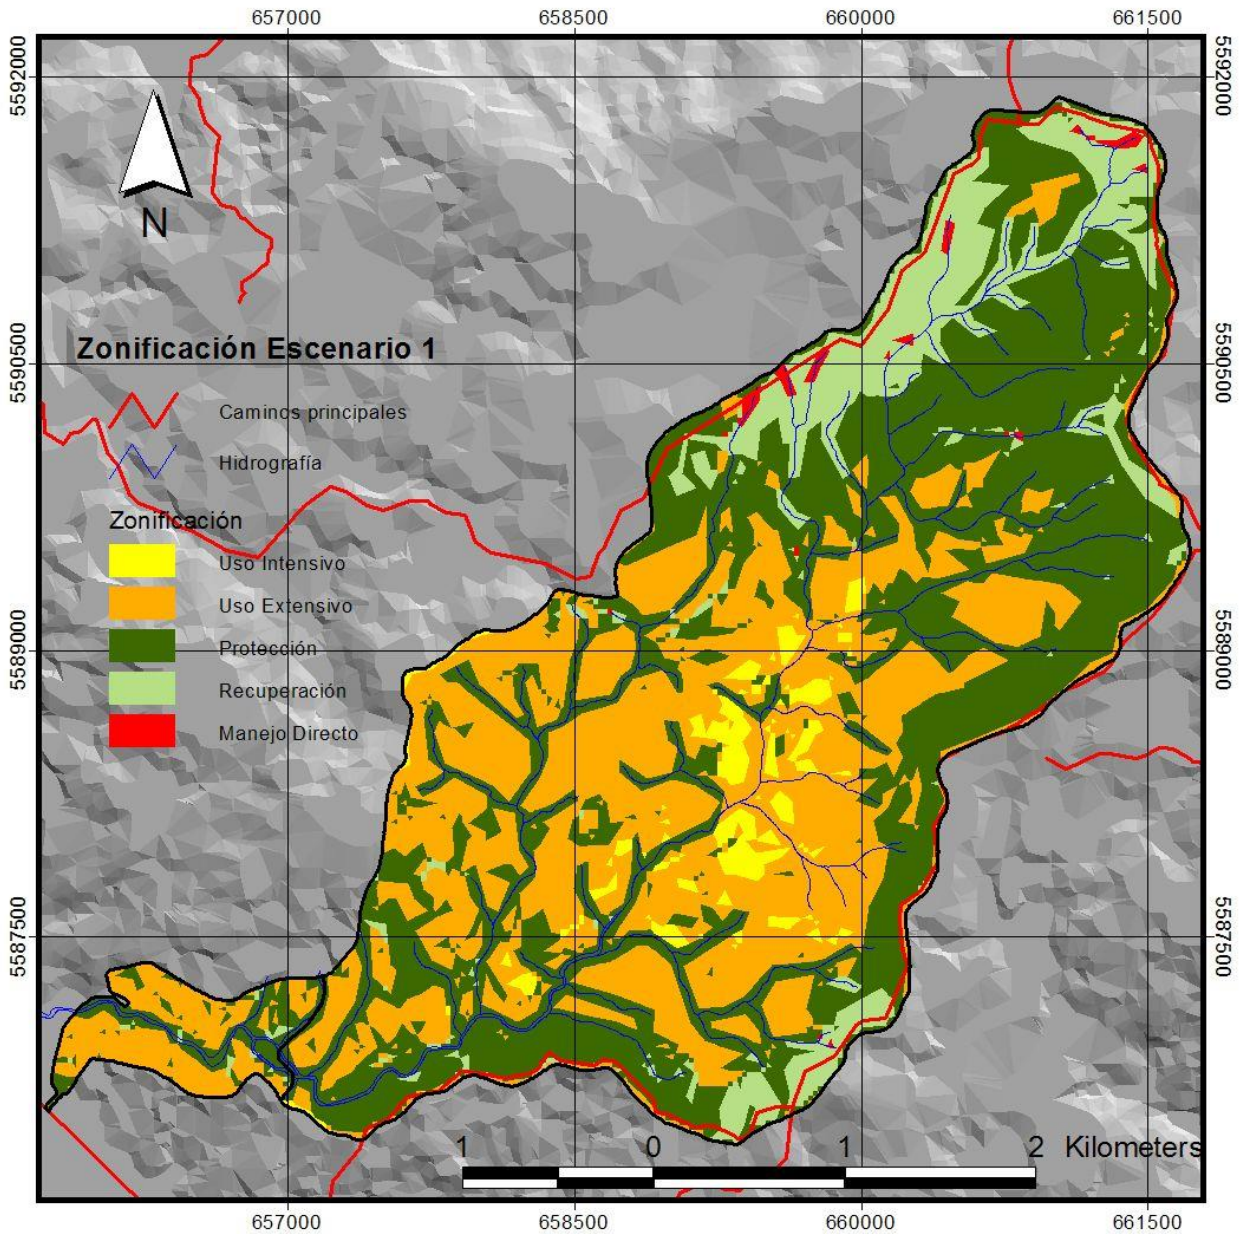 657000 658500 660000 661500
5592000 5592000
N
Zonificación Escenario 1
5590500 5590500
Caminos principales
Hidrografía
Zonificación
Uso Intensivo
Uso Extensivo
5589000 5589000
Protección
Recuperación
Manejo Directo
5587500 5587500
1 0 1 2 Kilometers
657000 658500 660000 661500